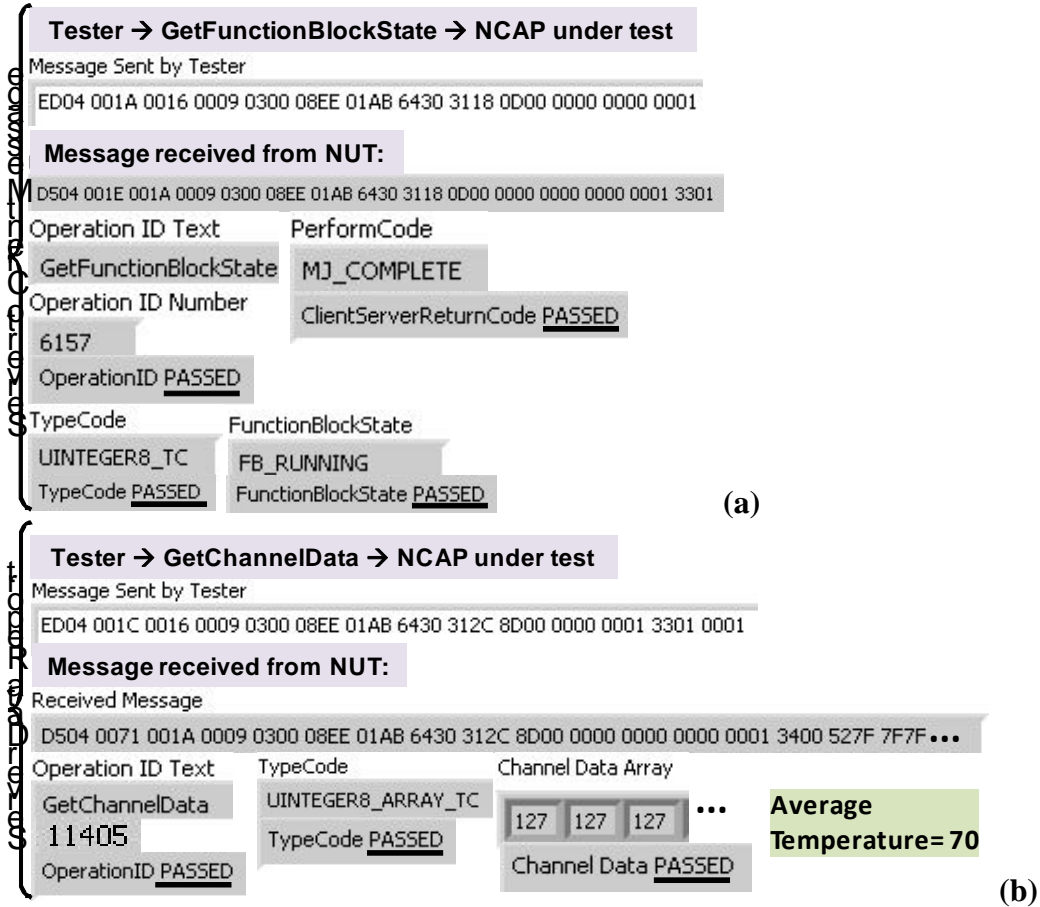 Tester → GetFunctionBlockState → NCAP under test
Message Sent by Tester
ED04 001A 0016 0009 0300 08EE 01AB 6430 3118 0D00 0000 0000 0001
Message received from NUT:
D504 001E 001A 0009 0300 08EE 01AB 6430 3118 0D00 0000 0000 0000 0001 3301
Operation ID Text
PerformCode
GetFunctionBlockState
MJ_COMPLETE
Operation ID Number
ClientServerReturnCode PASSED
6157
OperationID PASSED
TypeCode
FunctionBlockState
UINTEGER8_TC
FB_RUNNING
TypeCode PASSED
FunctionBlockState PASSED
(a)
Tester → GetChannelData → NCAP under test
Message Sent by Tester
ED04 001C 0016 0009 0300 08EE 01AB 6430 312C 8D00 0000 0001 3301 0001
Message received from NUT:
Received Message
D504 0071 001A 0009 0300 08EE 01AB 6430 312C 8D00 0000 0000 0000 0001 3400 527F 7F7F •••
Operation ID Text
TypeCode
Channel Data Array
GetChannelData
UINTEGER8_ARRAY_TC
127 127 127 •••
Average
Temperature= 70
11405
TypeCode PASSED
OperationID PASSED
Channel Data PASSED
(b)